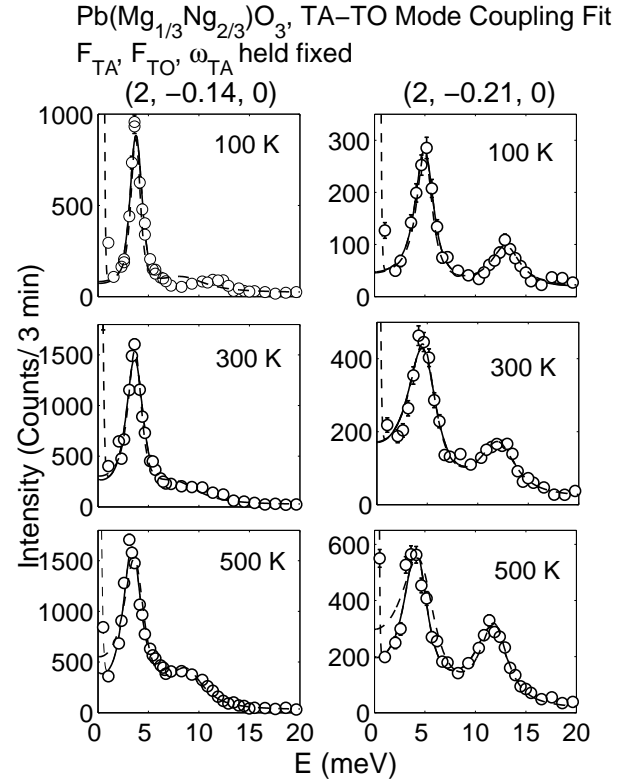 Pb(Mg1/3Ng2/3)O3, TA−TO Mode Coupling Fit
FTA, FTO, ωTA held fixed
(2, −0.14, 0)
(2, −0.21, 0)
1000
500
0
100 K
300
200
100
0
100 K
Intensity (Counts/ 3 min)
1500
1000
500
0
300 K
400
200
0
300 K
1500
1000
500
0
500 K
0 5 10 15 20
600
400
200
0
500 K
0 5 10 15 20
E (meV)